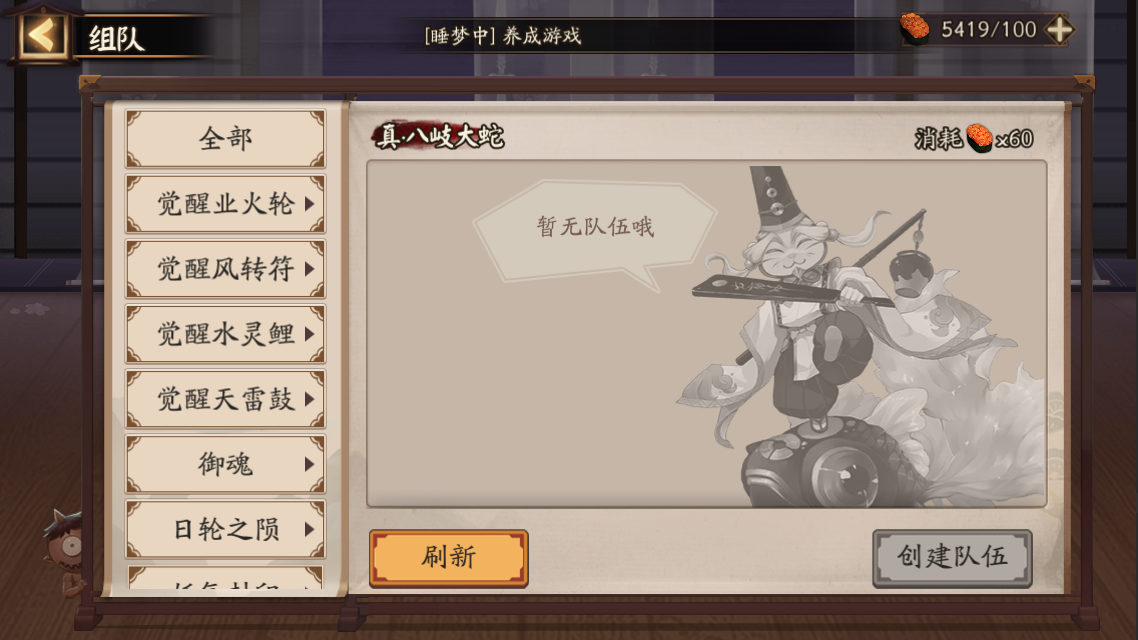 组队
[睡梦中] 养成游戏
5419/100
全部
觉醒业火轮
觉醒风转符
觉醒水灵鲤
觉醒天雷鼓
御魂
日轮之陨
真·八岐大蛇
消耗 x60
暂无队伍哦
刷新
创建队伍